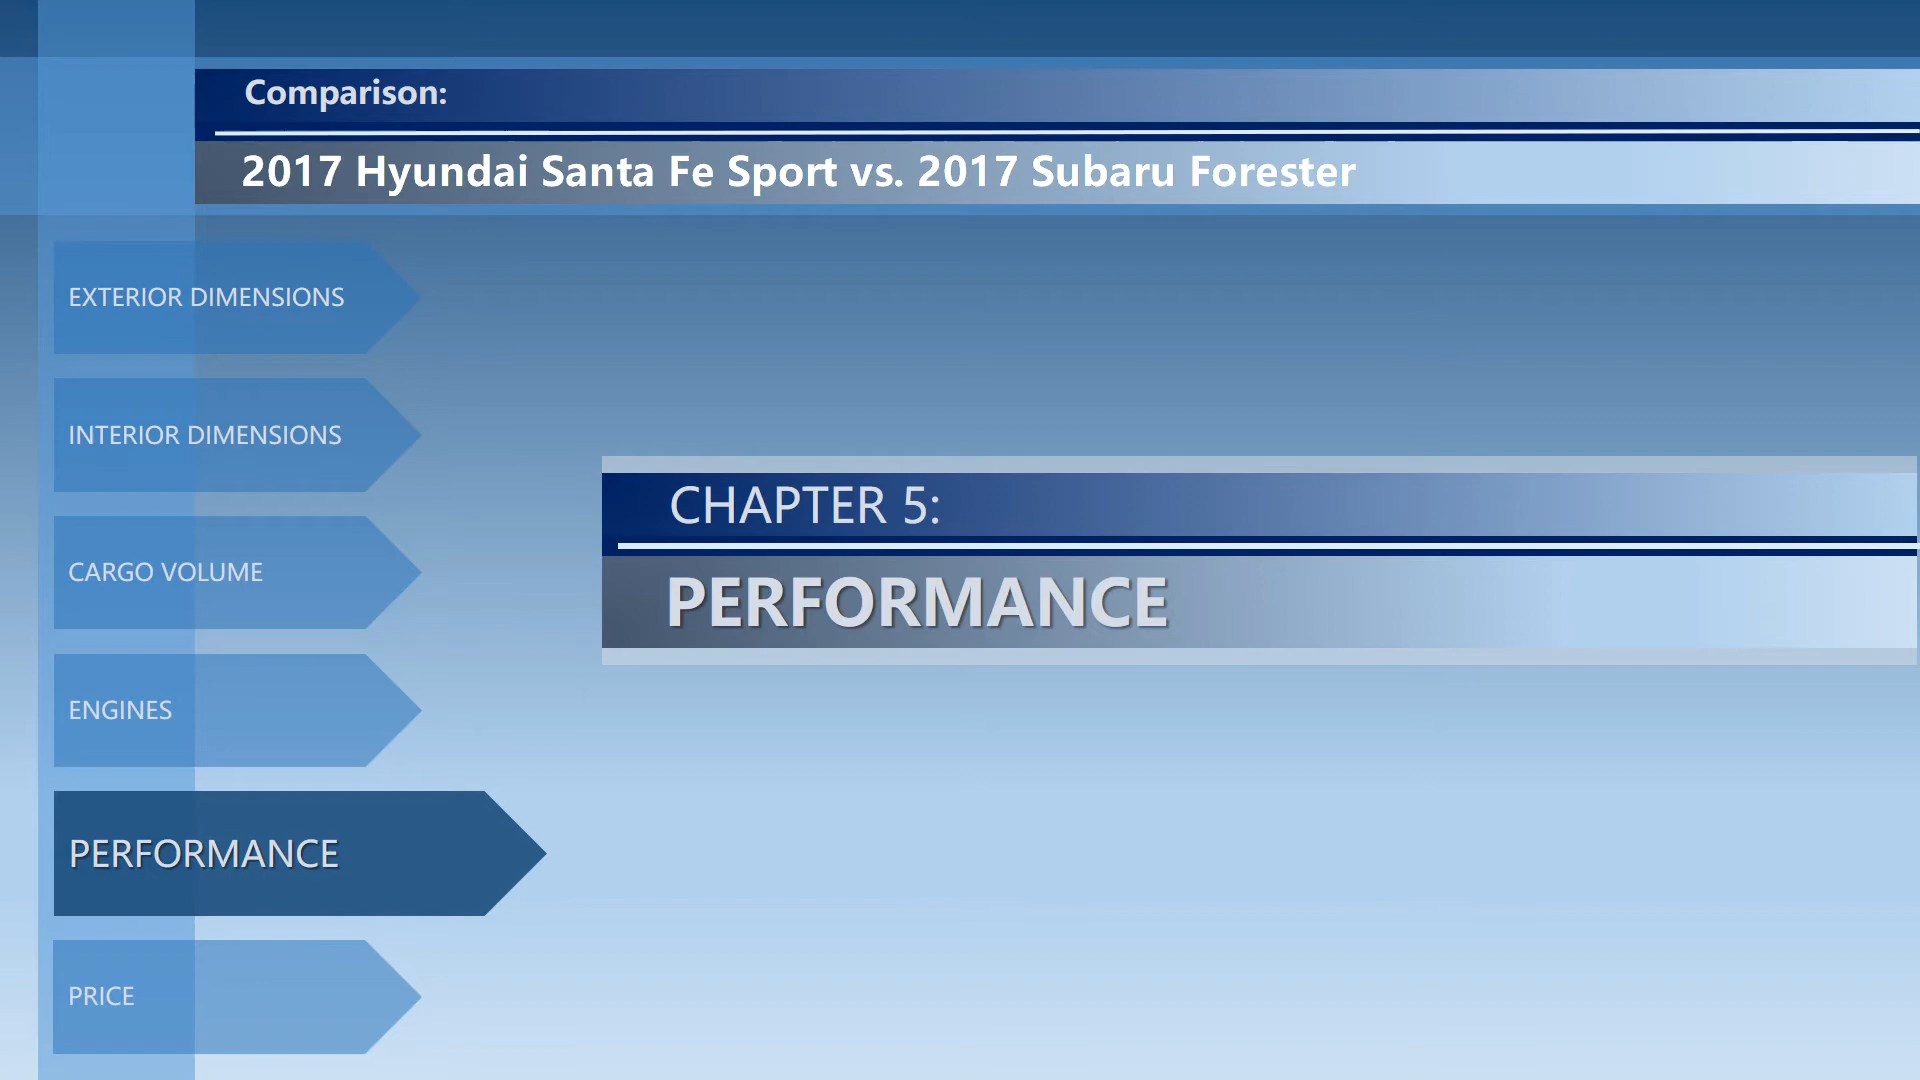 Comparison:
2017 Hyundai Santa Fe Sport vs. 2017 Subaru Forester
EXTERIOR DIMENSIONS
INTERIOR DIMENSIONS
CARGO VOLUME
ENGINES
PERFORMANCE
PRICE
CHAPTER 5:
PERFORMANCE